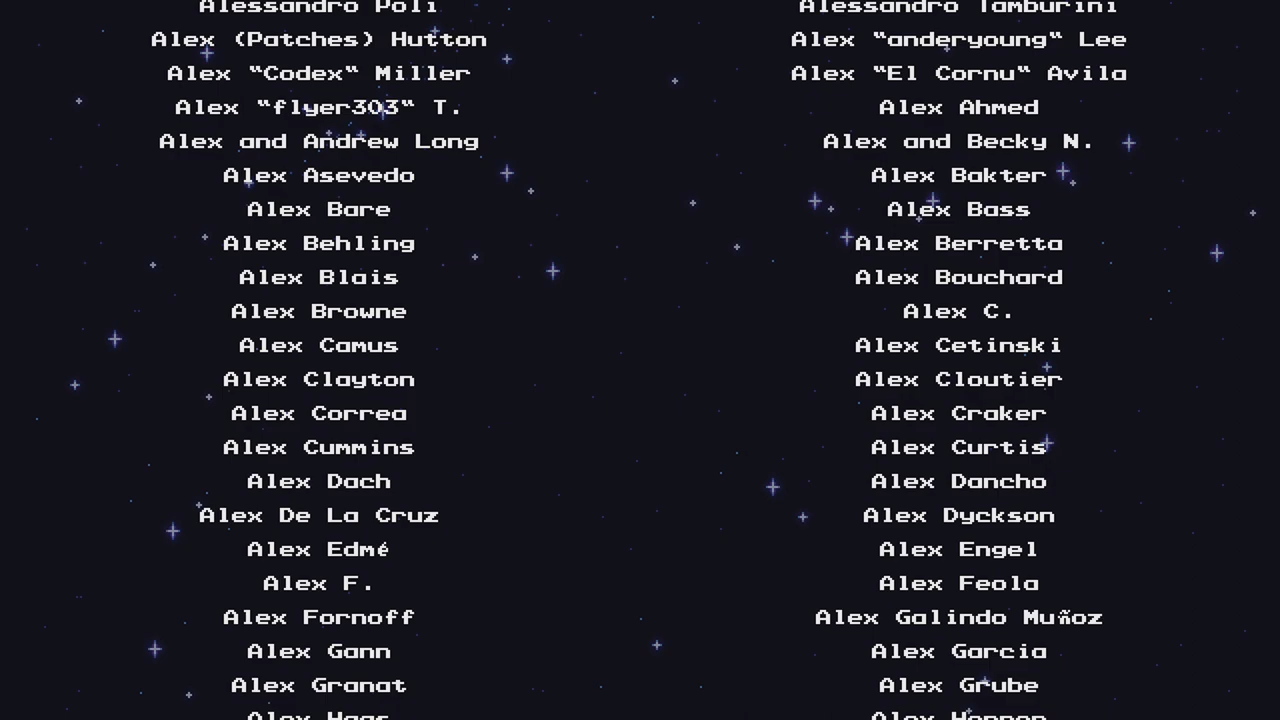 Alessandro Poli
Alessandro Tamburini
Alex (Patches) Hutton
Alex "anderyoung" Lee
Alex "Codex" Miller
Alex "El Cornu" Avila
Alex "flyer303" T.
Alex Ahmed
Alex and Andrew Long
Alex and Becky N.
Alex Asevedo
Alex Bakter
Alex Bare
Alex Bass
Alex Behling
Alex Berretta
Alex Blais
Alex Bouchard
Alex Browne
Alex C.
Alex Camus
Alex Cetinski
Alex Clayton
Alex Cloutier
Alex Correa
Alex Craker
Alex Cummins
Alex Curtis
Alex Dach
Alex Dancho
Alex De La Cruz
Alex Dyckson
Alex Edmé
Alex Engel
Alex F.
Alex Feola
Alex Fornoff
Alex Galindo Muñoz
Alex Gann
Alex Garcia
Alex Granat
Alex Grube
Alex
Alex